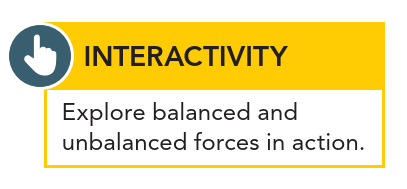 INTERACTIVITY
Explore balanced and
unbalanced forces in action.